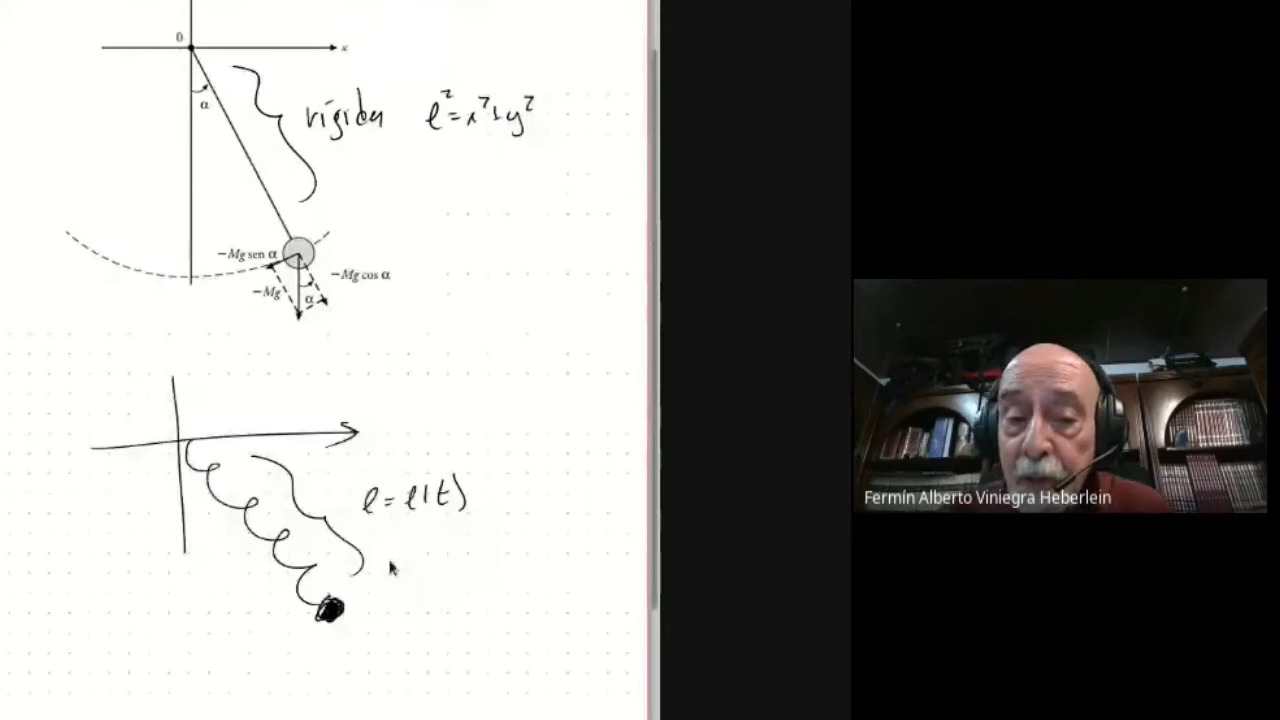 0
x
α
rígida ℓ² = x² + y²
−Mg sen α
−Mg cos α
−Mg
α
ℓ = ℓ(t)
Fermín Alberto Viniegra Heberlein